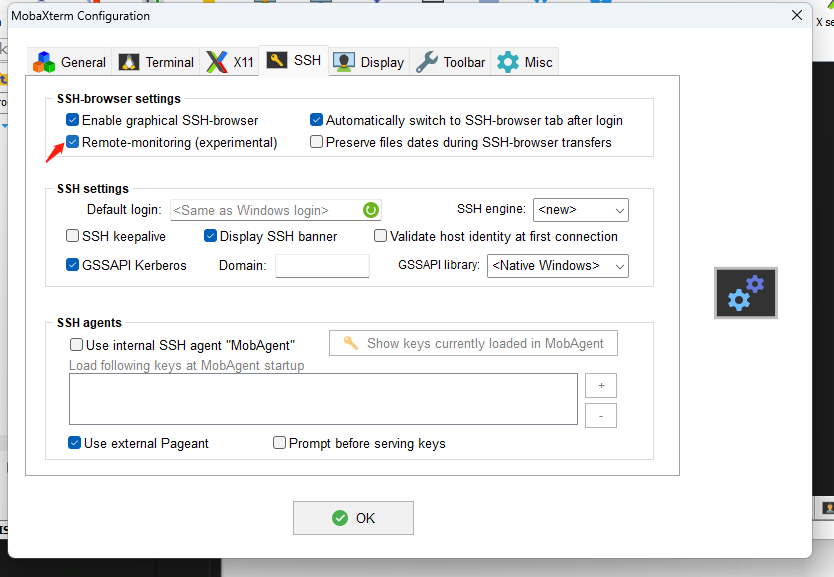 MobaXterm Configuration
X se
General Terminal X11 SSH Display Toolbar Misc
SSH-browser settings
Enable graphical SSH-browser Automatically switch to SSH-browser tab after login
Remote-monitoring (experimental) Preserve files dates during SSH-browser transfers
SSH settings
Default login: <Same as Windows login> SSH engine: <new>
SSH keepalive Display SSH banner Validate host identity at first connection
GSSAPI Kerberos Domain: GSSAPI library: <Native Windows>
SSH agents
Use internal SSH agent "MobAgent" Show keys currently loaded in MobAgent
Load following keys at MobAgent startup
+
-
Use external Pageant Prompt before serving keys
OK